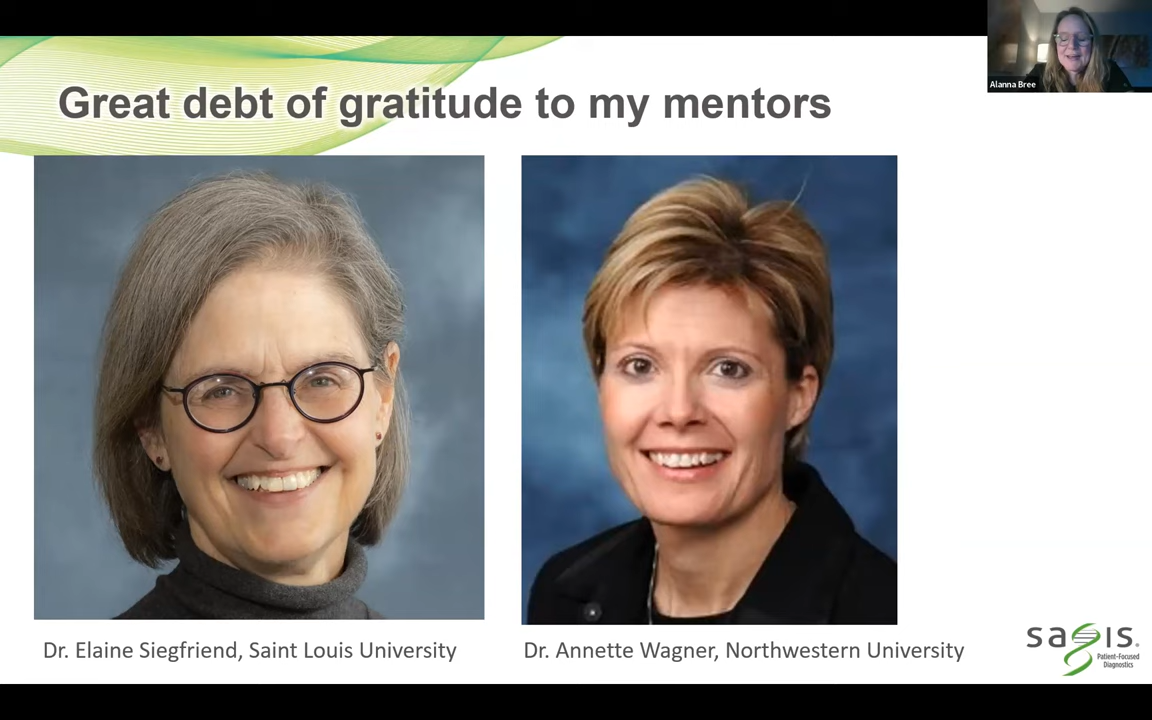 Alanna Bree
Great debt of gratitude to my mentors
Dr. Elaine Siegfriend, Saint Louis University
Dr. Annette Wagner, Northwestern University
sagis
Patient-Focused
Diagnostics